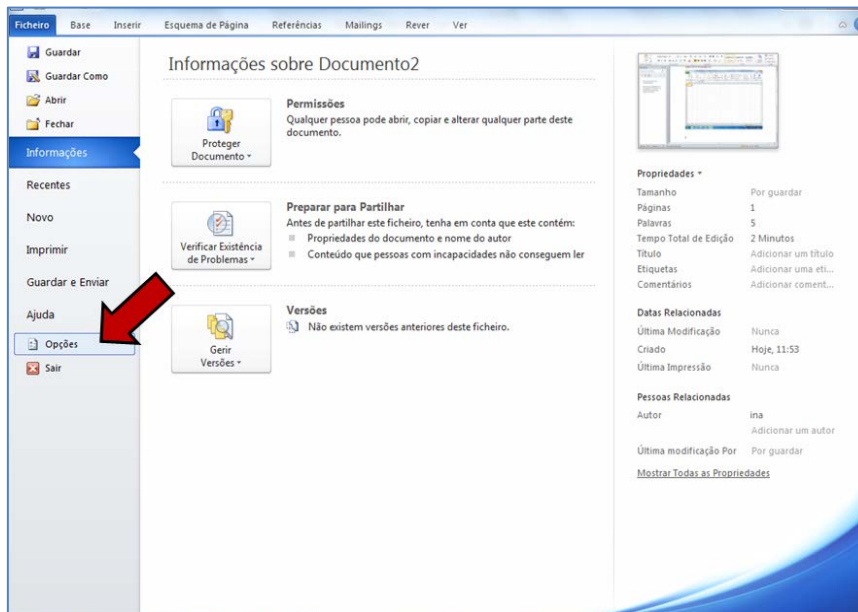 Ficheiro Base Inserir Esquema de Página Referências Mailings Rever Ver
Guardar
Guardar Como
Abrir
Fechar
Informações
Recentes
Novo
Imprimir
Guardar e Enviar
Ajuda
Opções
Sair
Informações sobre Documento2
Proteger
Documento
Permissões
Qualquer pessoa pode abrir, copiar e alterar qualquer parte deste
documento.
Verificar Existência
de Problemas
Preparar para Partilhar
Antes de partilhar este ficheiro, tenha em conta que este contém:
Propriedades do documento e nome do autor
Conteúdo que pessoas com incapacidades não conseguem ler
Gerir
Versões
Versões
Não existem versões anteriores deste ficheiro.
Propriedades
Tamanho Por guardar
Páginas 1
Palavras 5
Tempo Total de Edição 2 Minutos
Título Adicionar um título
Etiquetas Adicionar uma eti...
Comentários Adicionar coment...
Datas Relacionadas
Última Modificação Nunca
Criado Hoje, 11:53
Última Impressão Nunca
Pessoas Relacionadas
Autor ina
Adicionar um autor
Última modificação Por Por guardar
Mostrar Todas as Propriedades